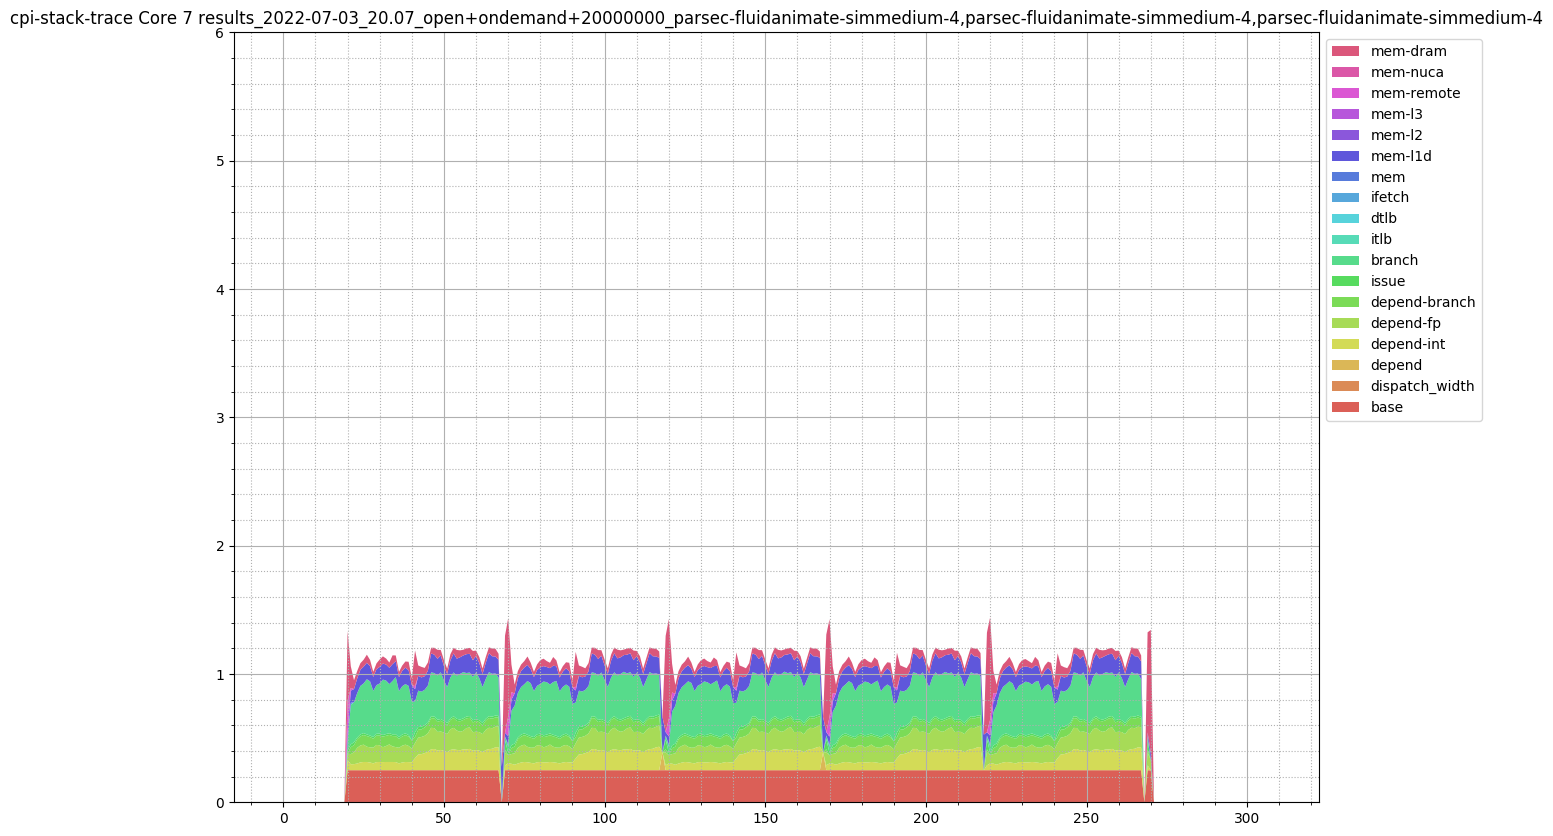 cpi-stack-trace Core 7 results_2022-07-03_20.07_open+ondemand+20000000_parsec-fluidanimate-simmedium-4,parsec-fluidanimate-simmedium-4,parsec-fluidanimate-simmedium-4
6
5
4
3
2
1
0
0 50 100 150 200 250 300
mem-dram
mem-nuca
mem-remote
mem-l3
mem-l2
mem-l1d
mem
ifetch
dtlb
itlb
branch
issue
depend-branch
depend-fp
depend-int
depend
dispatch_width
base